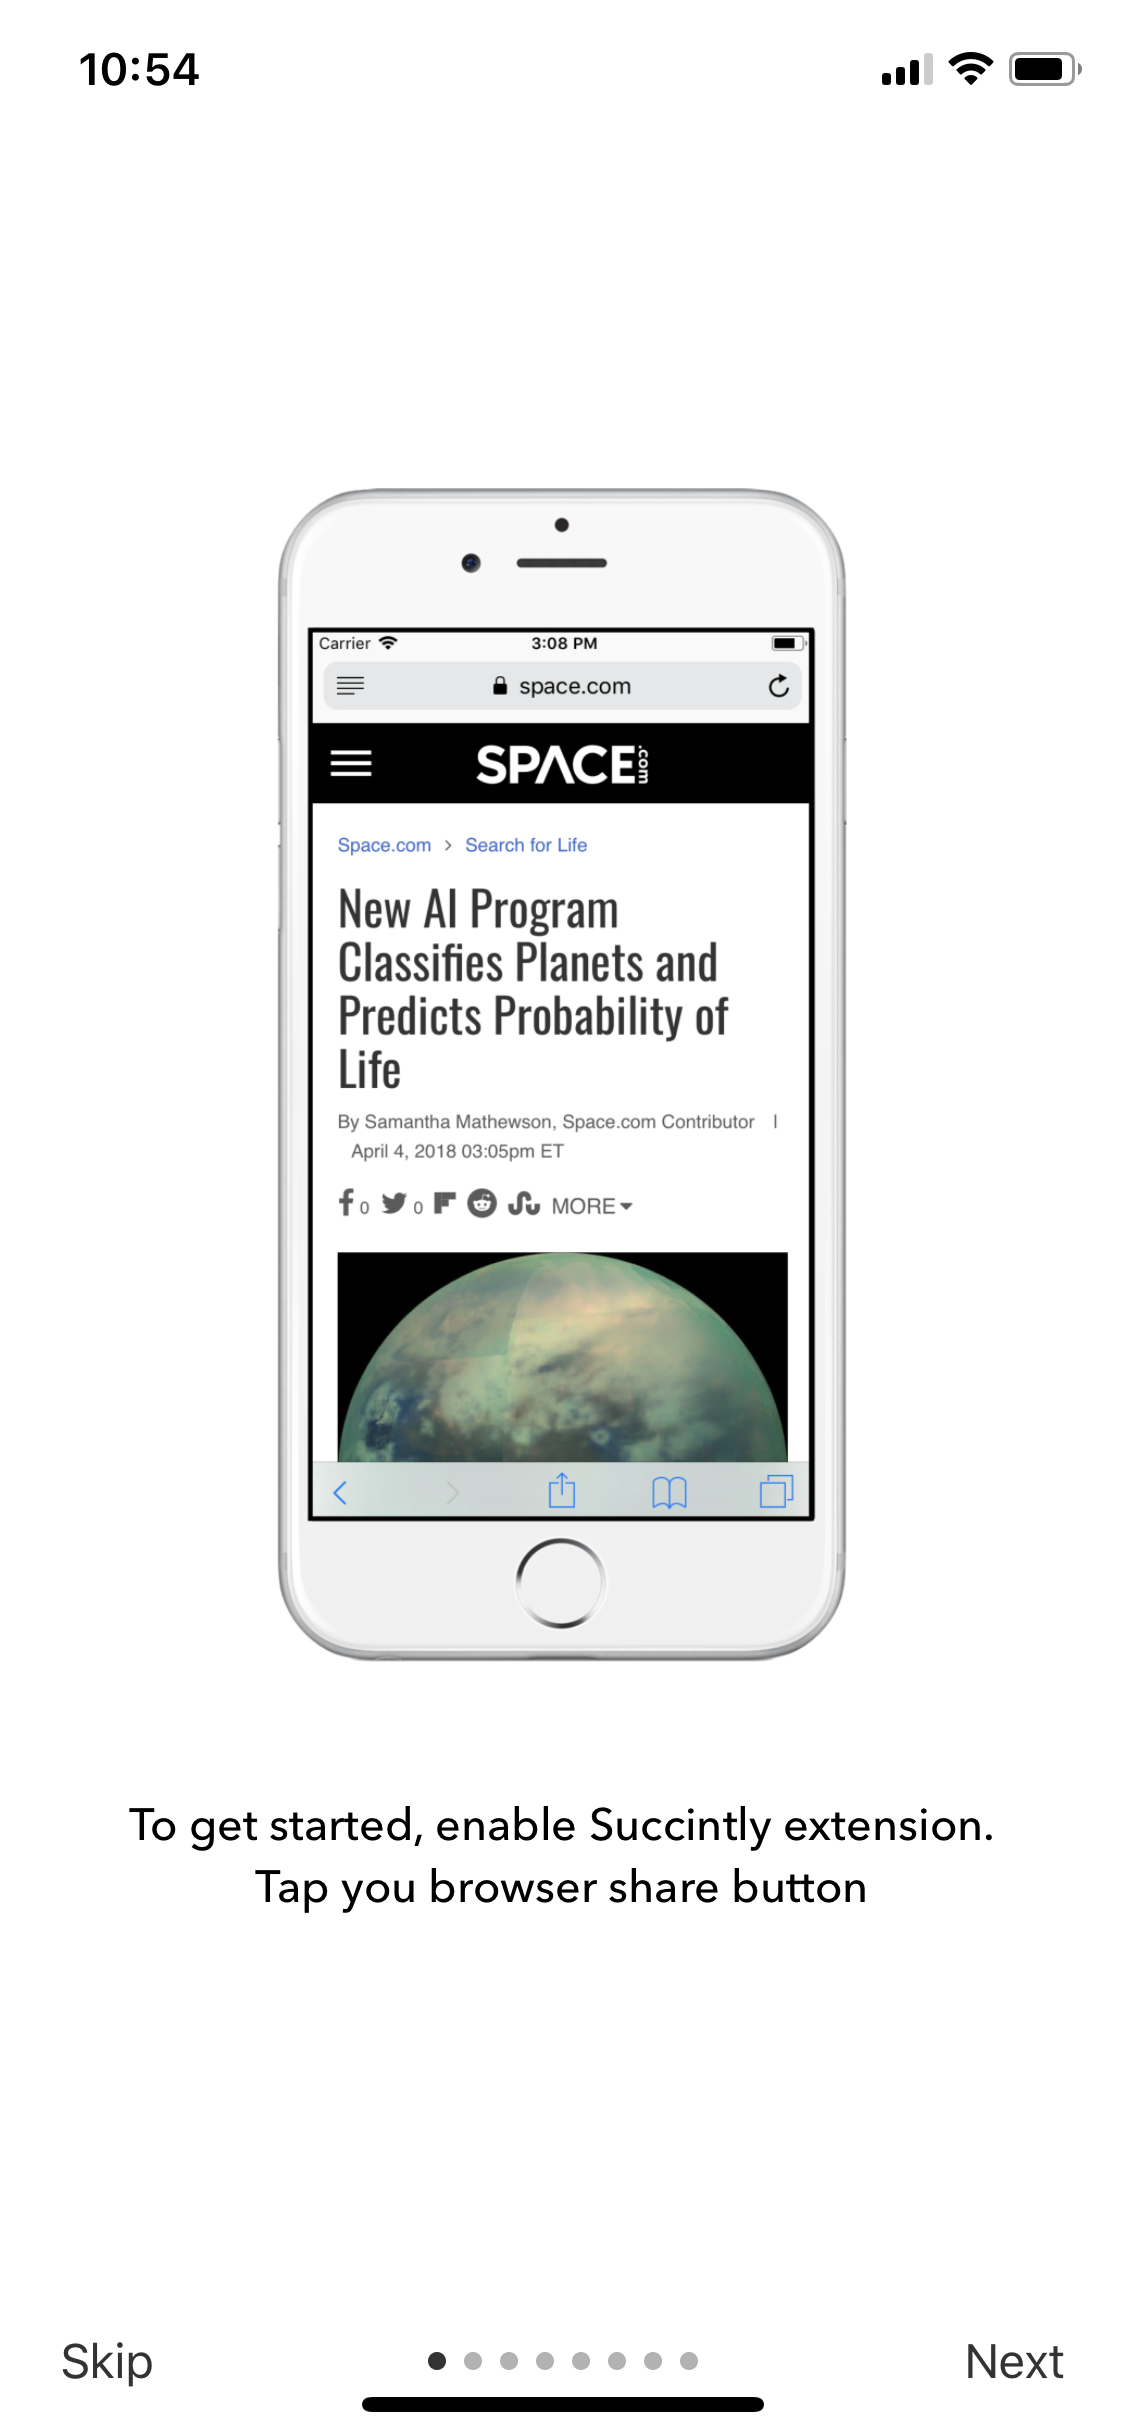 10:54
Carrier 3:08 PM
space.com
SPACE.com
Space.com > Search for Life
New AI Program
Classifies Planets and
Predicts Probability of
Life
By Samantha Mathewson, Space.com Contributor |
April 4, 2018 03:05pm ET
0 0 MORE
To get started, enable Succintly extension.
Tap you browser share button
Skip Next